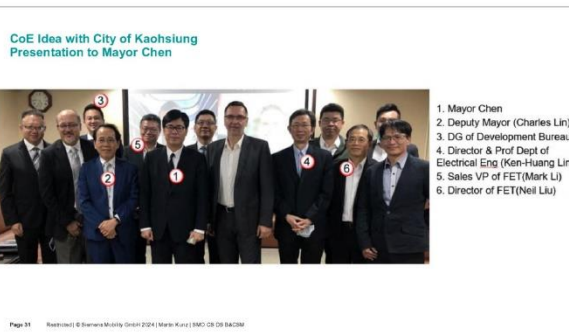 CoE Idea with City of Kaohsiung
Presentation to Mayor Chen
3
5
2
1
4
6
1. Mayor Chen
2. Deputy Mayor (Charles Lin)
3. DG of Development Bureau
4. Director & Prof Dept of
Electrical Eng (Ken-Huang Lin
5. Sales VP of FET(Mark Li)
6. Director of FET(Neil Liu)
Page 31 Restricted | © Siemens Mobility GmbH 2024 | Martin Kunz | SMO CS DS B&CSM